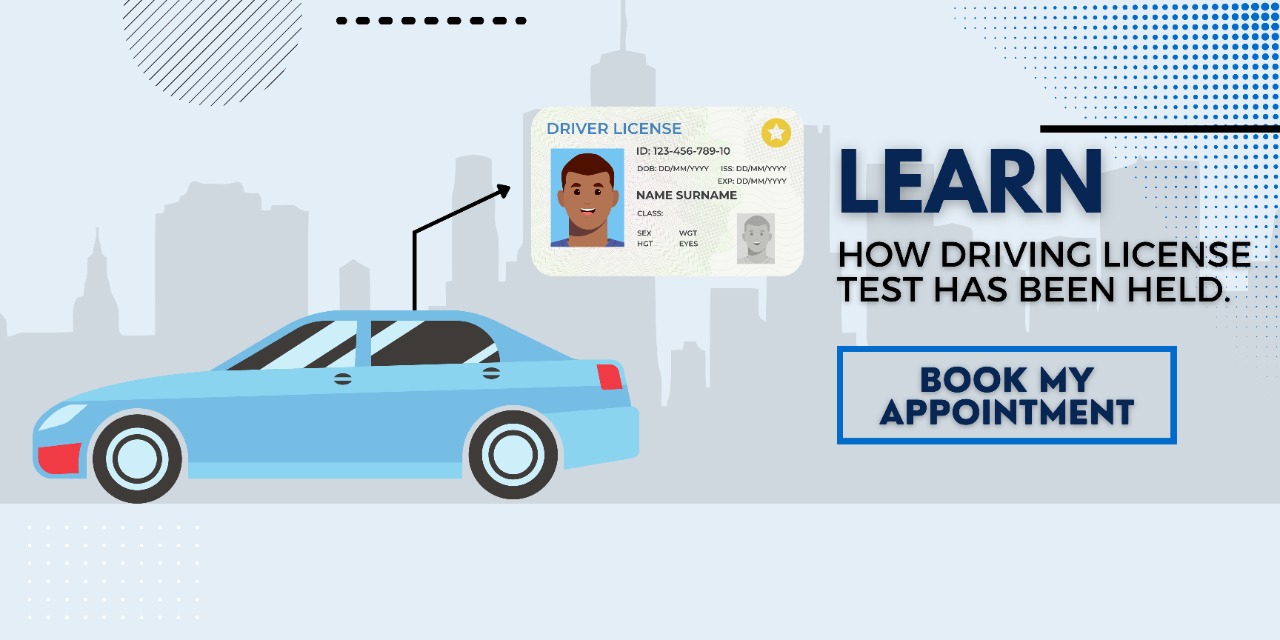 DRIVER LICENSE
ID: 123-456-789-10
DOB: DD/MM/YYYY ISS: DD/MM/YYYY
EXP: DD/MM/YYYY
NAME SURNAME
CLASS:
SEX WGT
HGT EYES
LEARN
HOW DRIVING LICENSE
TEST HAS BEEN HELD.
BOOK MY
APPOINTMENT